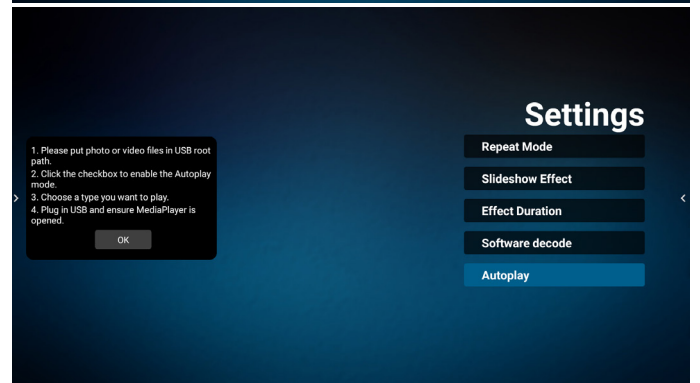 Settings
1. Please put photo or video files in USB root
path.
2. Click the checkbox to enable the Autoplay
mode.
3. Choose a type you want to play.
4. Plug in USB and ensure MediaPlayer is
opened.
OK
Repeat Mode
Slideshow Effect
Effect Duration
Software decode
Autoplay